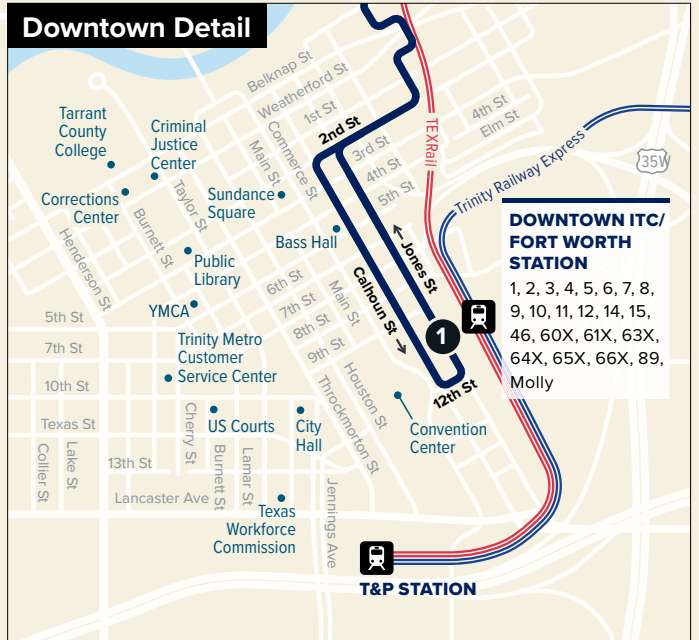 Downtown Detail
Belknap St
Weatherford St
1st St
2nd St
Commerce St
Main St
3rd St
4th St
5th St
4th St
Elm St
TEXRail
Trinity Railway Express
35W
Tarrant
County
College
Criminal
Justice
Center
Corrections
Center
Taylor St
Burnett St
Henderson St
Sundance
Square
Bass Hall
Public
Library
YMCA
Jones St
Calhoun St
1
12th St
DOWNTOWN ITC/
FORT WORTH
STATION
1, 2, 3, 4, 5, 6, 7, 8,
9, 10, 11, 12, 14, 15,
46, 60X, 61X, 63X,
64X, 65X, 66X, 89,
Molly
6th St
7th St
8th St
9th St
Main St
Houston St
Throckmorton St
5th St
7th St
10th St
Texas St
13th St
Lancaster Ave
Trinity Metro
Customer
Service Center
US Courts
City
Hall
Convention
Center
Collier St
Lake St
Cherry St
Burnett St
Lamar St
Jennings Ave
Texas
Workforce
Commission
T&P STATION